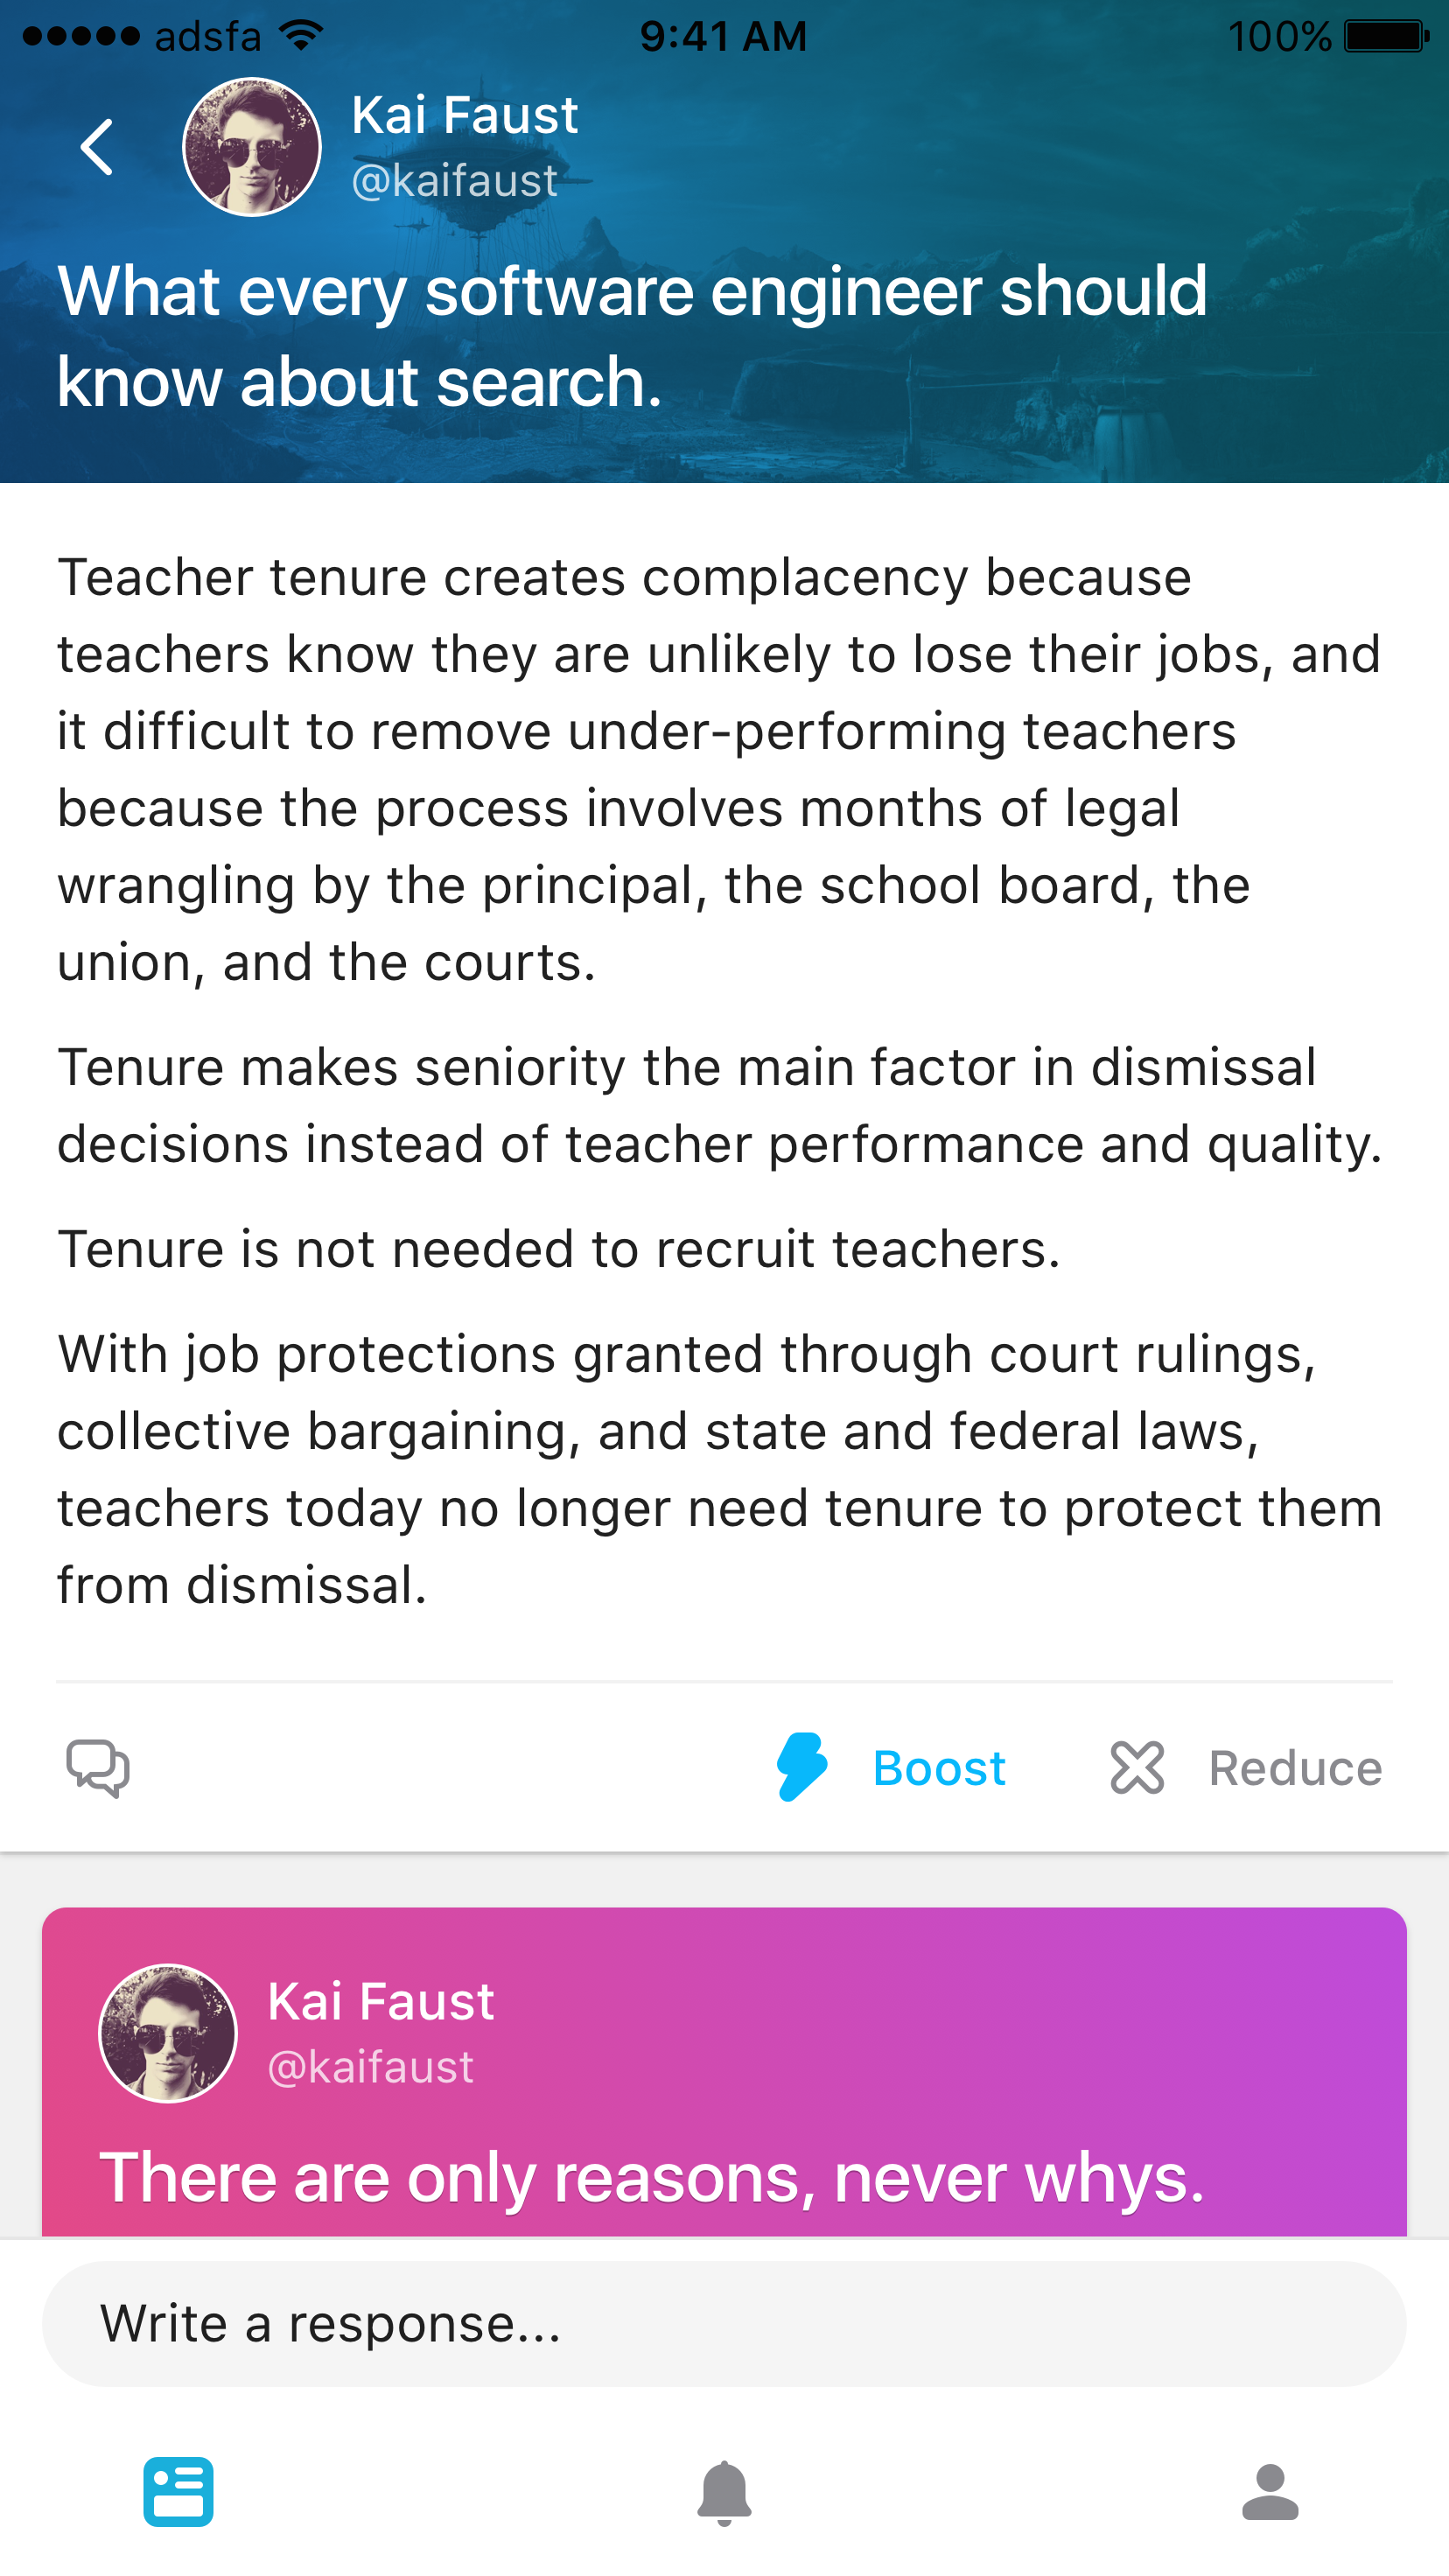 adsfa 9:41 AM 100%
Kai Faust
@kaifaust
What every software engineer should
know about search.
Teacher tenure creates complacency because
teachers know they are unlikely to lose their jobs, and
it difficult to remove under-performing teachers
because the process involves months of legal
wrangling by the principal, the school board, the
union, and the courts.
Tenure makes seniority the main factor in dismissal
decisions instead of teacher performance and quality.
Tenure is not needed to recruit teachers.
With job protections granted through court rulings,
collective bargaining, and state and federal laws,
teachers today no longer need tenure to protect them
from dismissal.
Boost Reduce
Kai Faust
@kaifaust
There are only reasons, never whys.
Write a response...